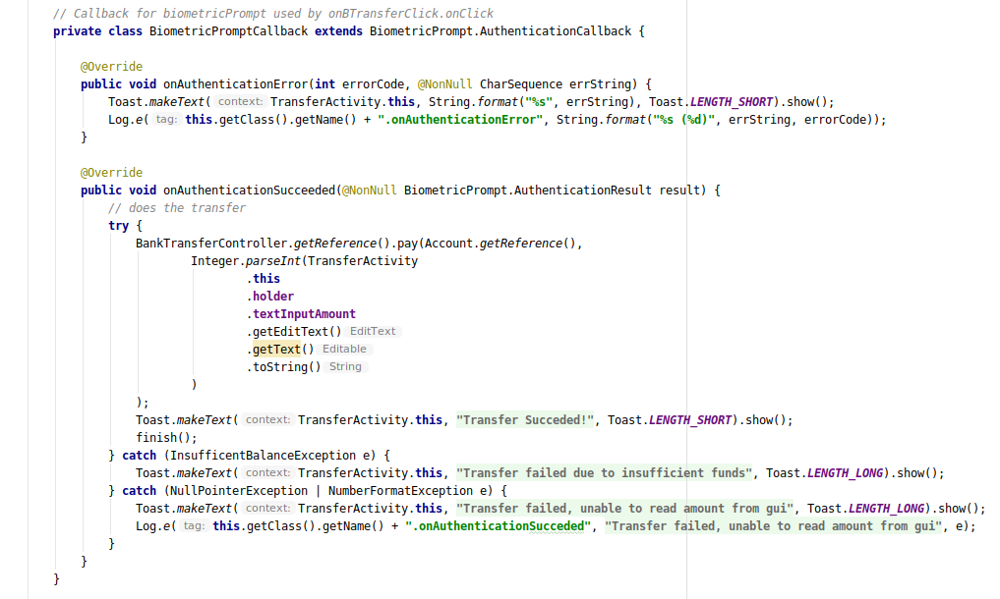 // Callback for biometricPrompt used by onBTransferClick.onClick
private class BiometricPromptCallback extends BiometricPrompt.AuthenticationCallback {
@Override
public void onAuthenticationError(int errorCode, @NonNull CharSequence errString) {
Toast.makeText( context: TransferActivity.this, String.format("%s", errString), Toast.LENGTH_SHORT).show();
Log.e( tag: this.getClass().getName() + ".onAuthenticationError", String.format("%s (%d)", errString, errorCode));
}
@Override
public void onAuthenticationSucceeded(@NonNull BiometricPrompt.AuthenticationResult result) {
// does the transfer
try {
BankTransferController.getReference().pay(Account.getReference(),
Integer.parseInt(TransferActivity
.this
.holder
.textInputAmount
.getEditText() EditText
.getText() Editable
.toString() String
)
);
Toast.makeText( context: TransferActivity.this, "Transfer Succeded!", Toast.LENGTH_SHORT).show();
finish();
} catch (InsufficentBalanceException e) {
Toast.makeText( context: TransferActivity.this, "Transfer failed due to insufficient funds", Toast.LENGTH_LONG).show();
} catch (NullPointerException | NumberFormatException e) {
Toast.makeText( context: TransferActivity.this, "Transfer failed, unable to read amount from gui", Toast.LENGTH_LONG).show();
Log.e( tag: this.getClass().getName() + ".onAuthenticationSucceded", "Transfer failed, unable to read amount from gui", e);
}
}
}